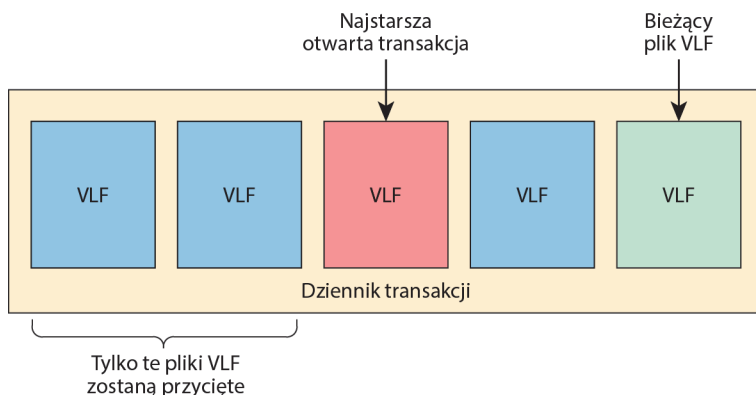 Najstarsza
otwarta transakcja
Bieżący
plik VLF
VLF
VLF
VLF
VLF
VLF
Dziennik transakcji
Tylko te pliki VLF
zostaną przycięte